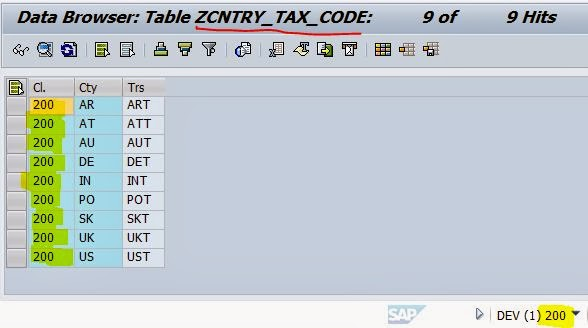 Data Browser: Table ZCNTRY_TAX_CODE: 9 of 9 Hits
Cl. Cty Trs
200 AR ART
200 AT ATT
200 AU AUT
200 DE DET
200 IN INT
200 PO POT
200 SK SKT
200 UK UKT
200 US UST
SAP DEV (1) 200